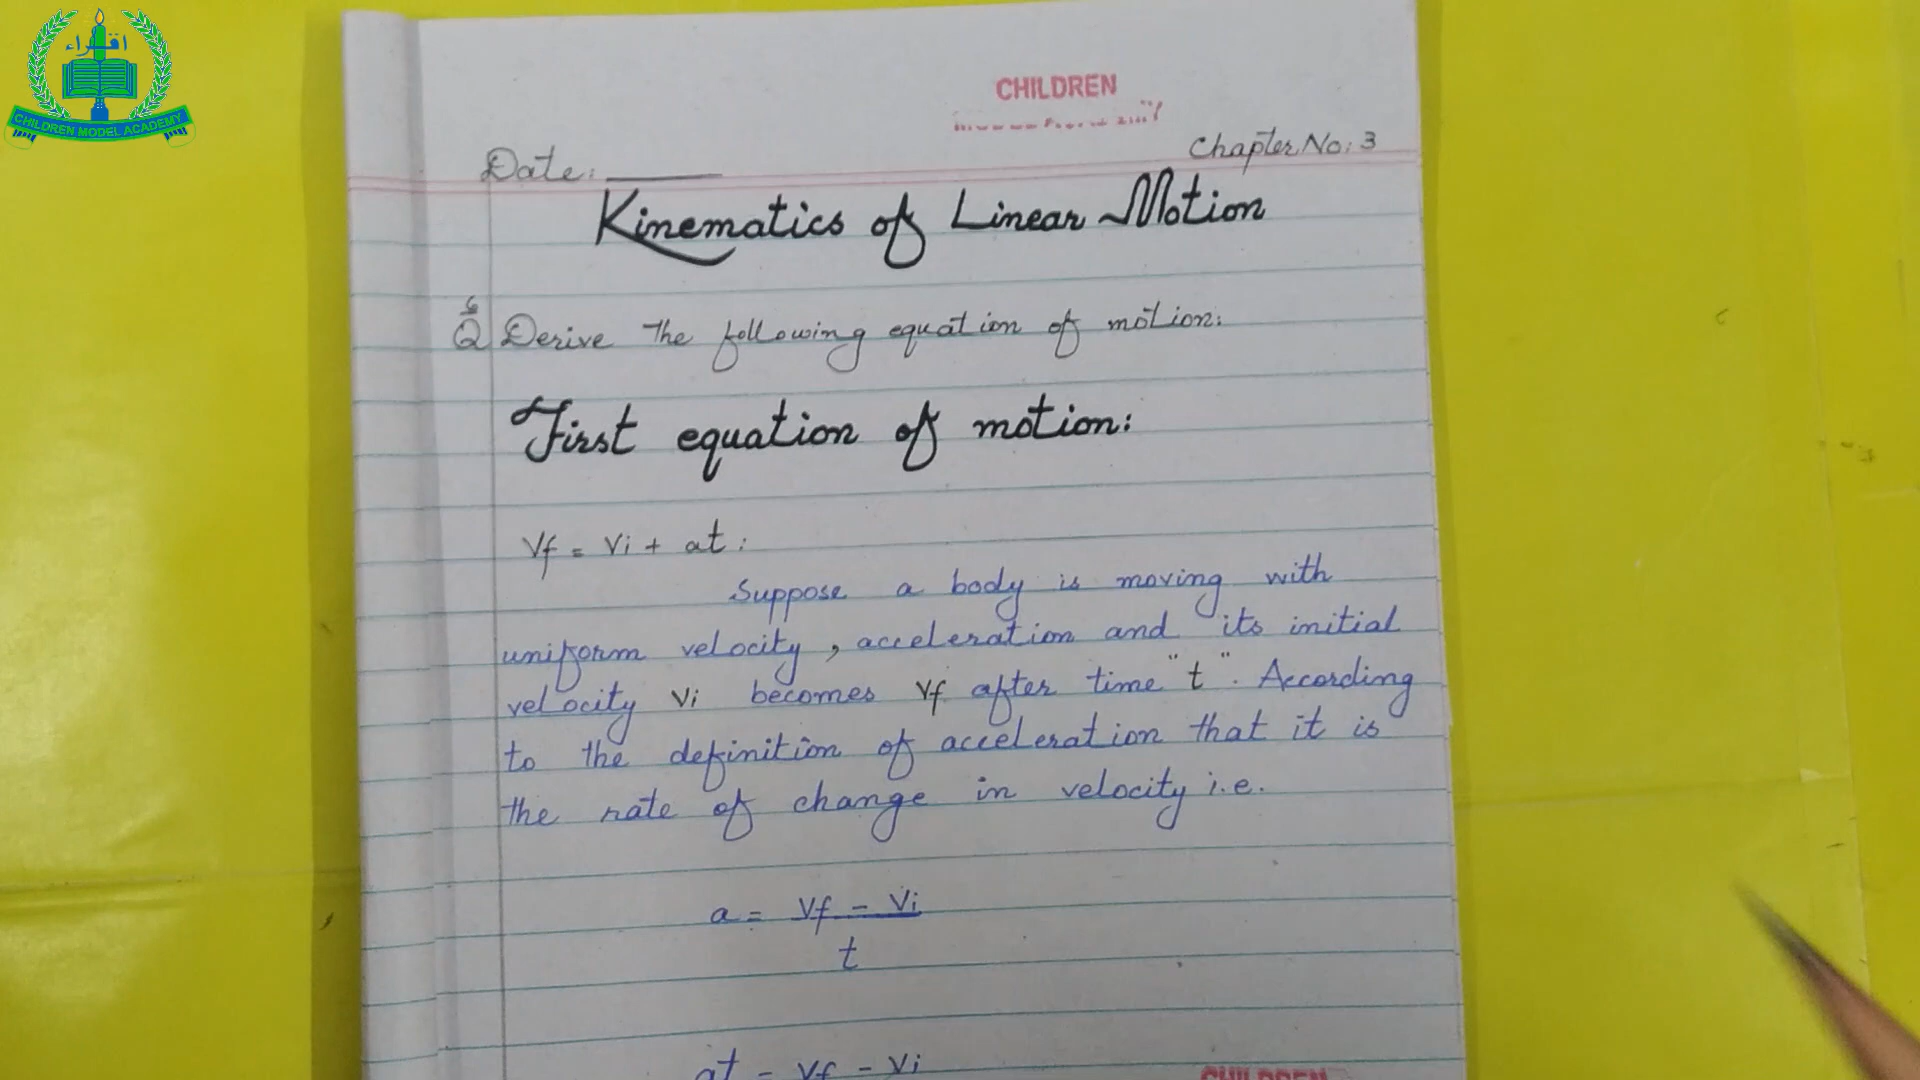 اقراء
CHILDREN MODEL ACADEMY
CHILDREN
Date:
Chapter No: 3
Kinematics of Linear Motion
Q6 Derive the following equation of motion:
First equation of motion:
Vf = Vi + at:
Suppose a body is moving with
uniform velocity, acceleration and its initial
velocity Vi becomes Vf after time "t". According
to the definition of acceleration that it is
the rate of change in velocity i.e.
a = Vf - Vi
t
at = Vf - Vi
CHILDREN